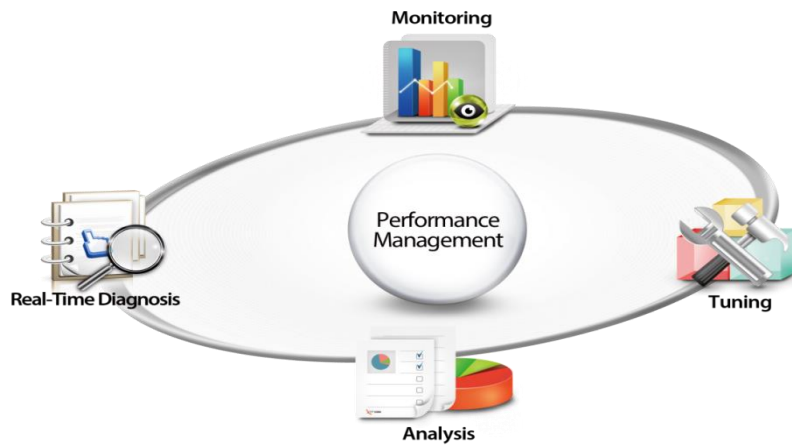 Monitoring
Performance
Management
Real-Time Diagnosis
Tuning
Analysis